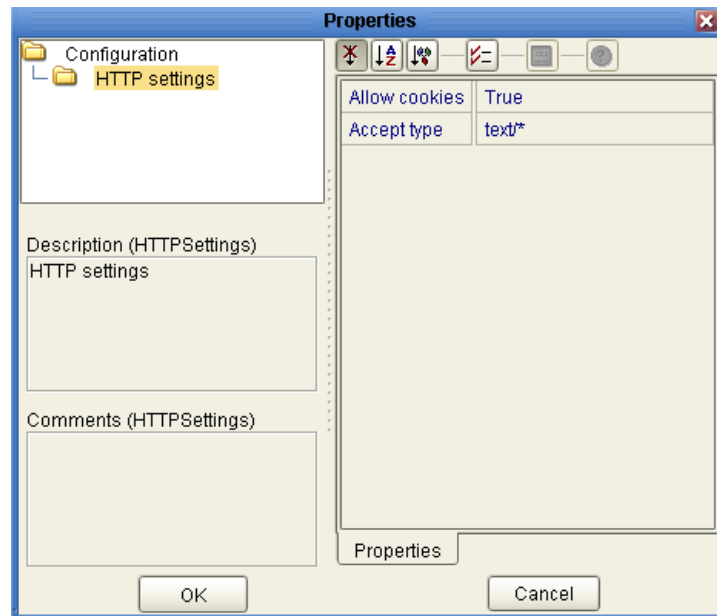 Properties
Configuration
HTTP settings
Description (HTTPSettings)
HTTP settings
Comments (HTTPSettings)
A
Z
Allow cookies True
Accept type text/*
Properties
?
OK
Cancel